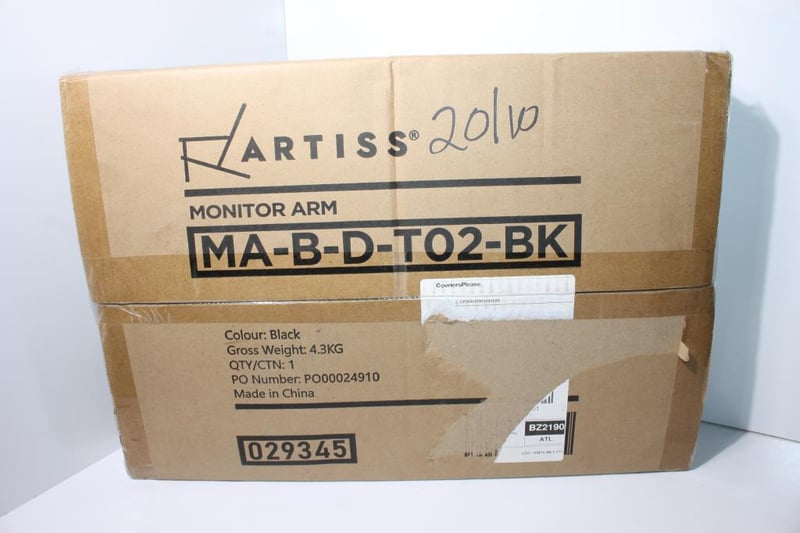 ARTISS® 20/10
MONITOR ARM
MA-B-D-T02-BK
CouriersPlease
Colour: Black
Gross Weight: 4.3KG
QTY/CTN: 1
PO Number: PO00024910
Made in China
BZ2190
ATL
029345